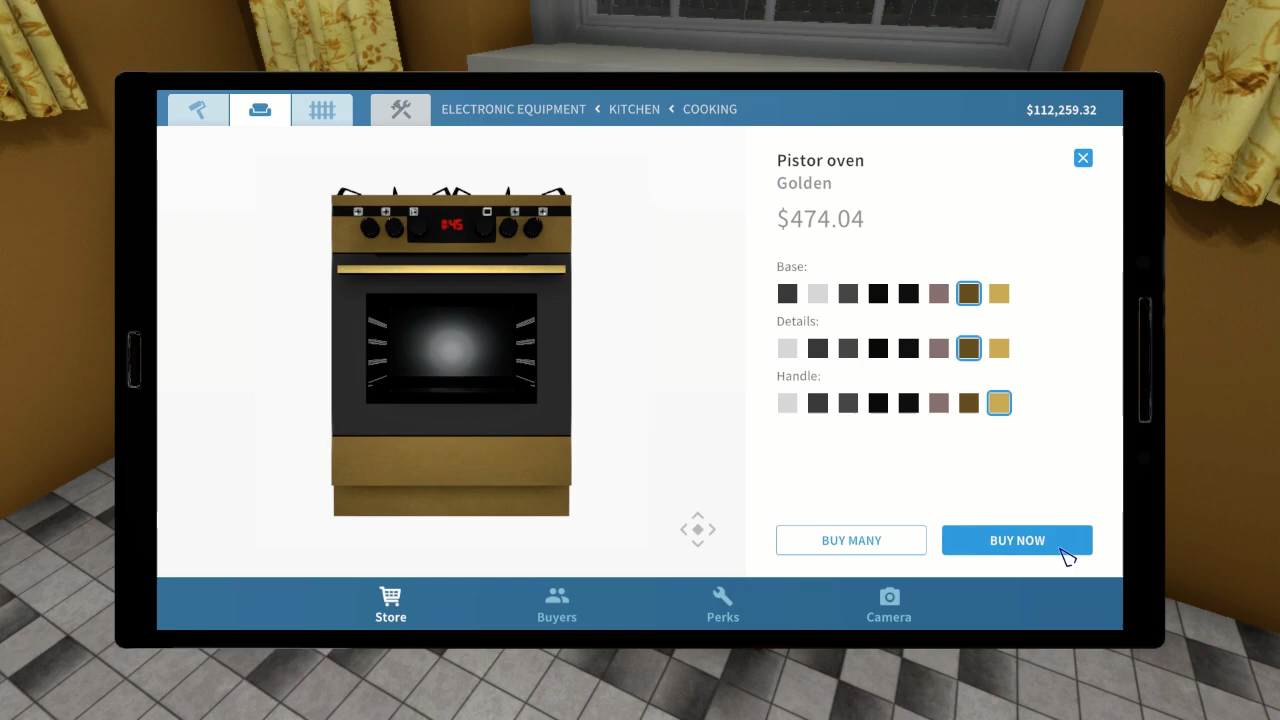 ELECTRONIC EQUIPMENT < KITCHEN < COOKING
$112,259.32
Pistor oven
Golden
$474.04
Base:
Details:
Handle:
BUY MANY
BUY NOW
Store
Buyers
Perks
Camera